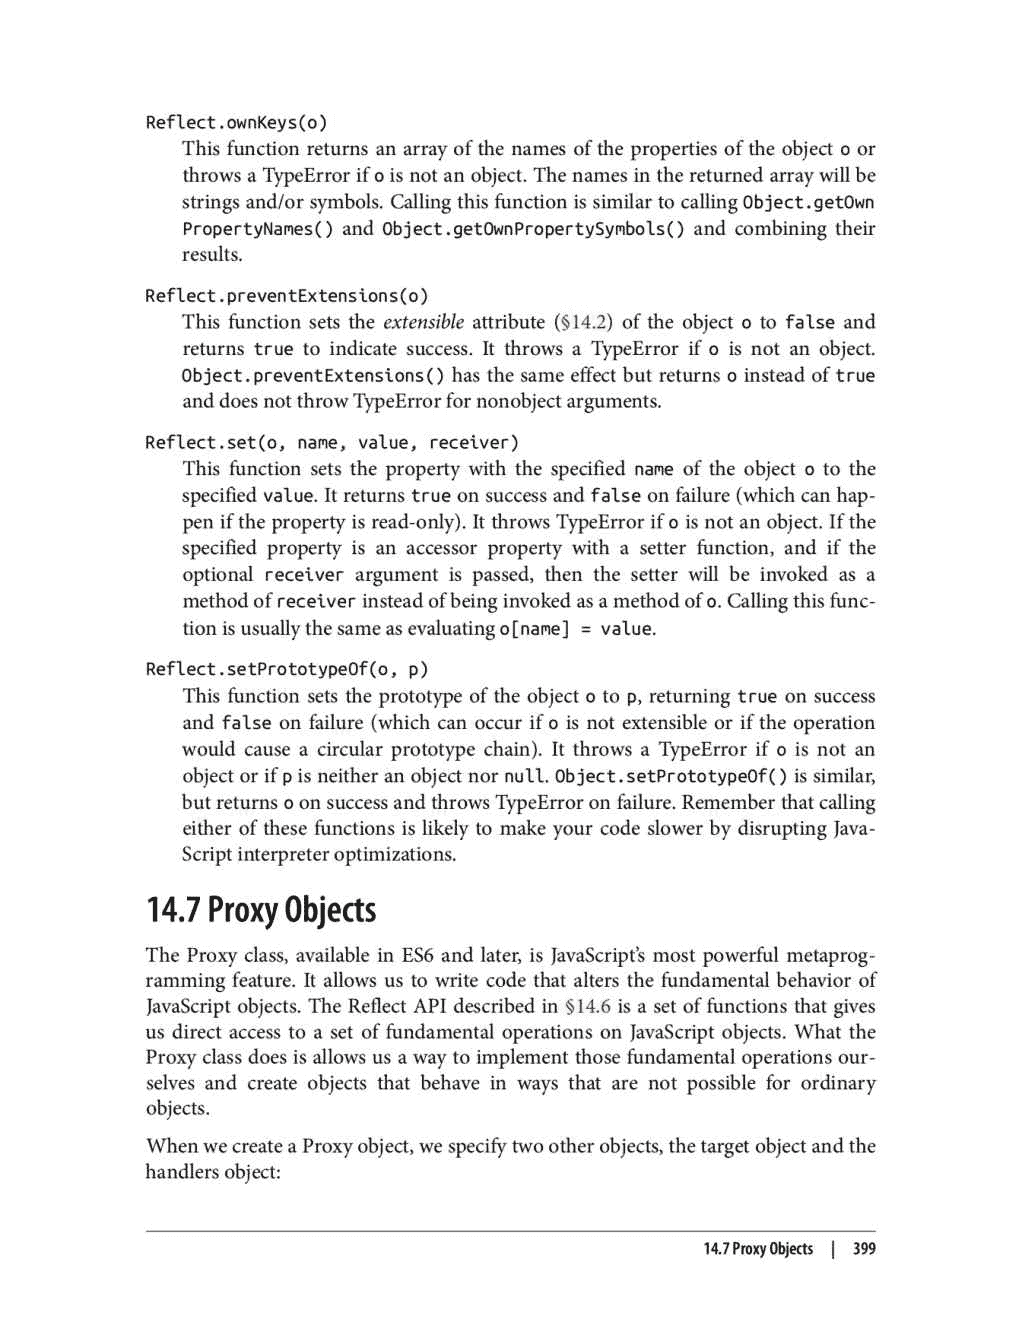 Reflect.ownKeys(o)
This function returns an array of the names of the properties of the object o or
throws a TypeError if o is not an object. The names in the returned array will be
strings and/or symbols. Calling this function is similar to calling Object.getOwn
PropertyNames() and Object.getOwnPropertySymbols() and combining their
results.
Reflect.preventExtensions(o)
This function sets the extensible attribute (§14.2) of the object o to false and
returns true to indicate success. It throws a TypeError if o is not an object.
Object.preventExtensions() has the same effect but returns o instead of true
and does not throw TypeError for nonobject arguments.
Reflect.set(o, name, value, receiver)
This function sets the property with the specified name of the object o to the
specified value. It returns true on success and false on failure (which can hap-
pen if the property is read-only). It throws TypeError if o is not an object. If the
specified property is an accessor property with a setter function, and if the
optional receiver argument is passed, then the setter will be invoked as a
method of receiver instead of being invoked as a method of o. Calling this func-
tion is usually the same as evaluating o[name] = value.
Reflect.setPrototypeOf(o, p)
This function sets the prototype of the object o to p, returning true on success
and false on failure (which can occur if o is not extensible or if the operation
would cause a circular prototype chain). It throws a TypeError if o is not an
object or if p is neither an object nor null. Object.setPrototypeOf() is similar,
but returns o on success and throws TypeError on failure. Remember that calling
either of these functions is likely to make your code slower by disrupting Java-
Script interpreter optimizations.
14.7 Proxy Objects
The Proxy class, available in ES6 and later, is JavaScript’s most powerful metaprog-
ramming feature. It allows us to write code that alters the fundamental behavior of
JavaScript objects. The Reflect API described in §14.6 is a set of functions that gives
us direct access to a set of fundamental operations on JavaScript objects. What the
Proxy class does is allows us a way to implement those fundamental operations our-
selves and create objects that behave in ways that are not possible for ordinary
objects.
When we create a Proxy object, we specify two other objects, the target object and the
handlers object:
14.7 Proxy Objects | 399